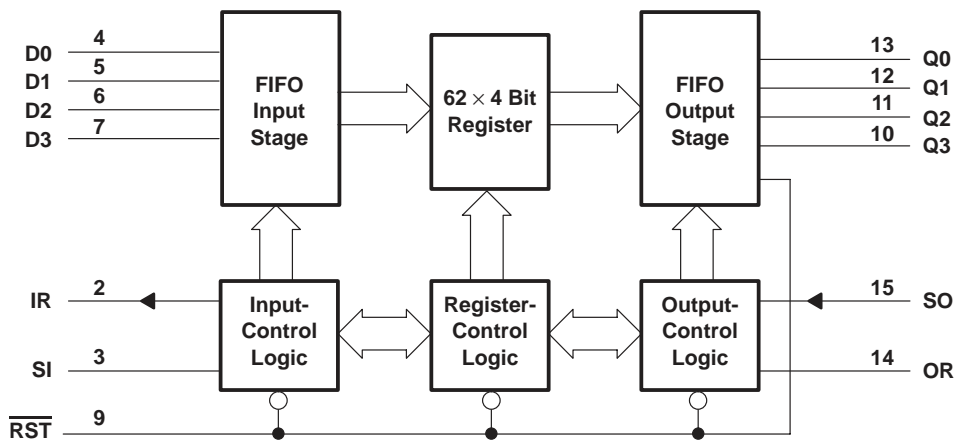 D0 4
D1 5
D2 6
D3 7
FIFO
Input
Stage
62 × 4 Bit
Register
FIFO
Output
Stage
13 Q0
12 Q1
11 Q2
10 Q3
IR 2
SI 3
Input-
Control
Logic
Register-
Control
Logic
Output-
Control
Logic
15 SO
14 OR
R̅S̅T̅ 9